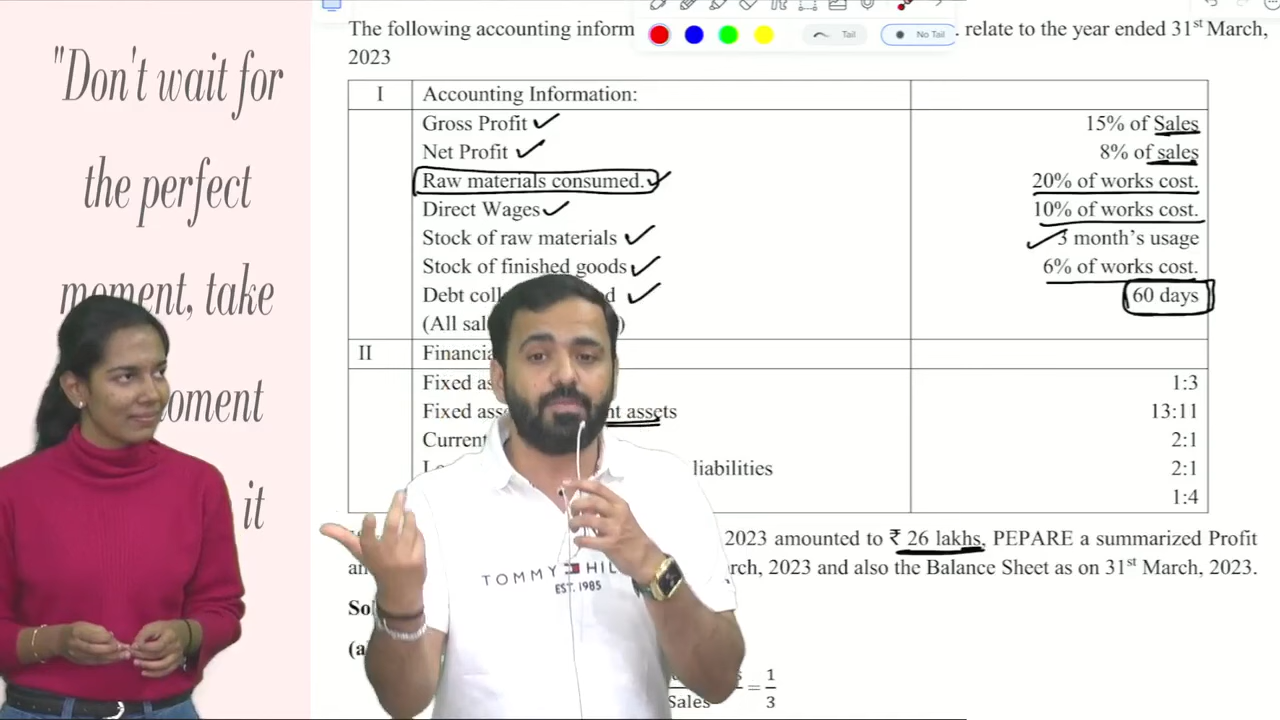 "Don't wait for
the perfect
moment, take
oment
it
Tail
No Tail
The following accounting inform . relate to the year ended 31st March,
2023
I Accounting Information:
Gross Profit 15% of Sales
Net Profit 8% of sales
Raw materials consumed. 20% of works cost.
Direct Wages 10% of works cost.
Stock of raw materials 3 month's usage
Stock of finished goods 6% of works cost.
Debt coll 60 days
(All sal )
II Financia
Fixed as 1:3
Fixed asse nt assets 13:11
Current 2:1
liabilities 2:1
1:4
2023 amounted to ₹ 26 lakhs, PEPARE a summarized Profit
rch, 2023 and also the Balance Sheet as on 31st March, 2023.
Sol
(a
Sales = 1/3
TOMMY HIL
EST. 1985